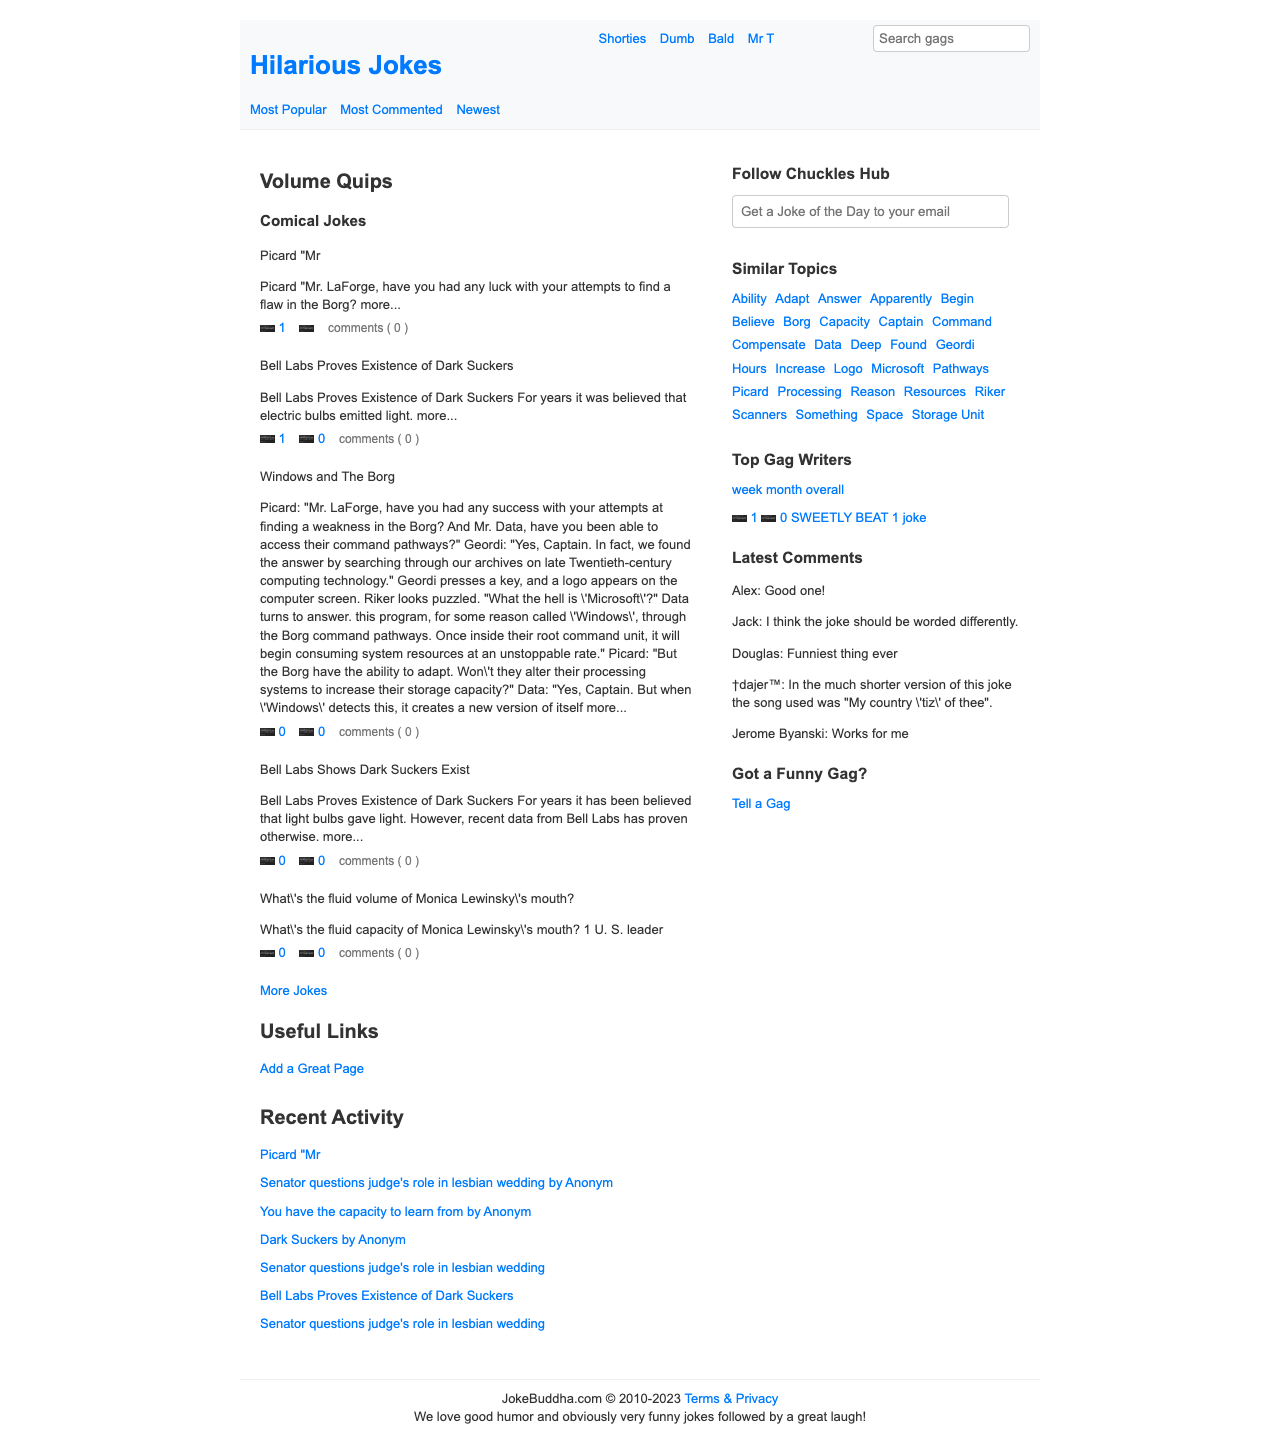 Hilarious Jokes
Shorties Dumb Bald Mr T
Search gags
Most Popular Most Commented Newest
Volume Quips
Comical Jokes
Picard "Mr
Picard "Mr. LaForge, have you had any luck with your attempts to find a
flaw in the Borg? more...
1 comments ( 0 )
Bell Labs Proves Existence of Dark Suckers
Bell Labs Proves Existence of Dark Suckers For years it was believed that
electric bulbs emitted light. more...
1 0 comments ( 0 )
Windows and The Borg
Picard: "Mr. LaForge, have you had any success with your attempts at
finding a weakness in the Borg? And Mr. Data, have you been able to
access their command pathways?" Geordi: "Yes, Captain. In fact, we found
the answer by searching through our archives on late Twentieth-century
computing technology." Geordi presses a key, and a logo appears on the
computer screen. Riker looks puzzled. "What the hell is \'Microsoft\'?" Data
turns to answer. this program, for some reason called \'Windows\', through
the Borg command pathways. Once inside their root command unit, it will
begin consuming system resources at an unstoppable rate." Picard: "But
the Borg have the ability to adapt. Won\'t they alter their processing
systems to increase their storage capacity?" Data: "Yes, Captain. But when
\'Windows\' detects this, it creates a new version of itself more...
0 0 comments ( 0 )
Bell Labs Shows Dark Suckers Exist
Bell Labs Proves Existence of Dark Suckers For years it has been believed
that light bulbs gave light. However, recent data from Bell Labs has proven
otherwise. more...
0 0 comments ( 0 )
What\'s the fluid volume of Monica Lewinsky\'s mouth?
What\'s the fluid capacity of Monica Lewinsky\'s mouth? 1 U. S. leader
0 0 comments ( 0 )
More Jokes
Useful Links
Add a Great Page
Recent Activity
Picard "Mr
Senator questions judge's role in lesbian wedding by Anonym
You have the capacity to learn from by Anonym
Dark Suckers by Anonym
Senator questions judge's role in lesbian wedding
Bell Labs Proves Existence of Dark Suckers
Senator questions judge's role in lesbian wedding
Follow Chuckles Hub
Get a Joke of the Day to your email
Similar Topics
Ability Adapt Answer Apparently Begin
Believe Borg Capacity Captain Command
Compensate Data Deep Found Geordi
Hours Increase Logo Microsoft Pathways
Picard Processing Reason Resources Riker
Scanners Something Space Storage Unit
Top Gag Writers
week month overall
1 0 SWEETLY BEAT 1 joke
Latest Comments
Alex: Good one!
Jack: I think the joke should be worded differently.
Douglas: Funniest thing ever
†dajer™: In the much shorter version of this joke
the song used was "My country \'tiz\' of thee".
Jerome Byanski: Works for me
Got a Funny Gag?
Tell a Gag
JokeBuddha.com © 2010-2023 Terms & Privacy
We love good humor and obviously very funny jokes followed by a great laugh!